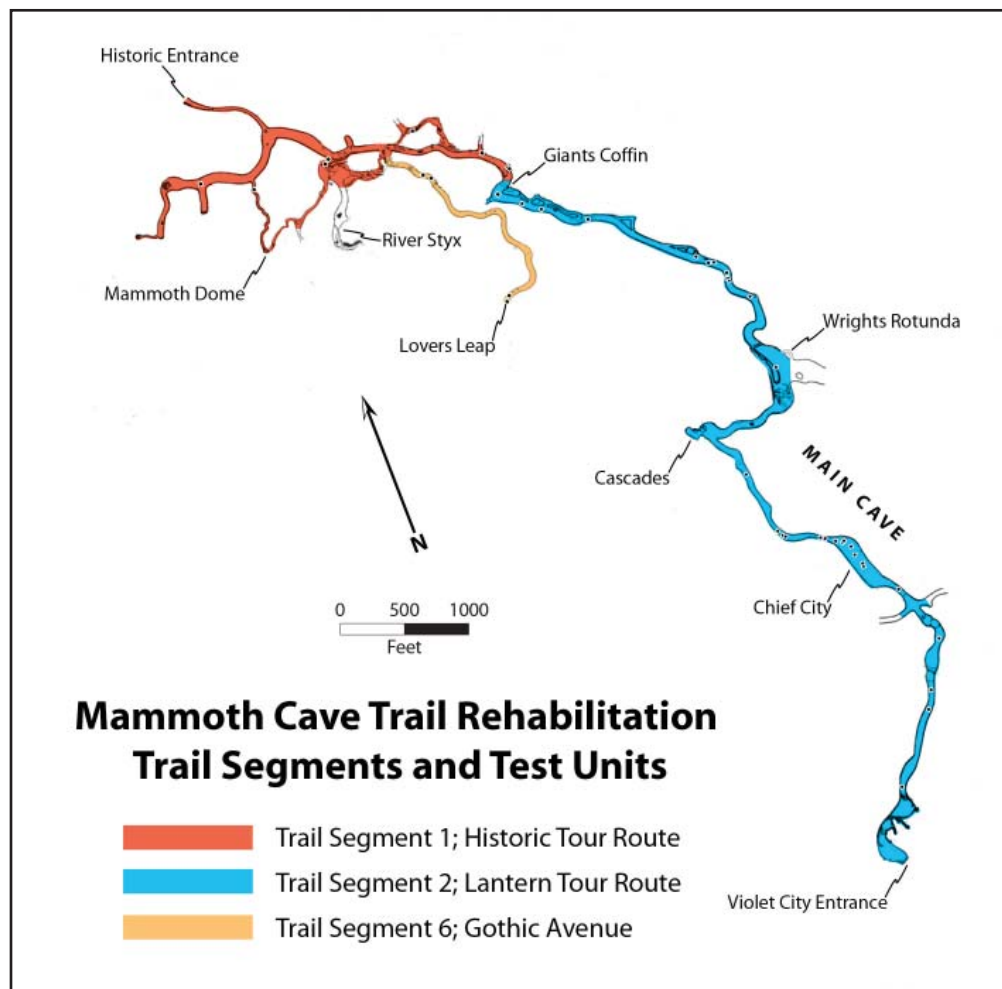 Historic Entrance
Giants Coffin
River Styx
Mammoth Dome
Wrights Rotunda
Lovers Leap
Cascades
MAIN CAVE
N
Chief City
0 500 1000
Feet
Mammoth Cave Trail Rehabilitation
Trail Segments and Test Units
Trail Segment 1; Historic Tour Route
Trail Segment 2; Lantern Tour Route
Violet City Entrance
Trail Segment 6; Gothic Avenue